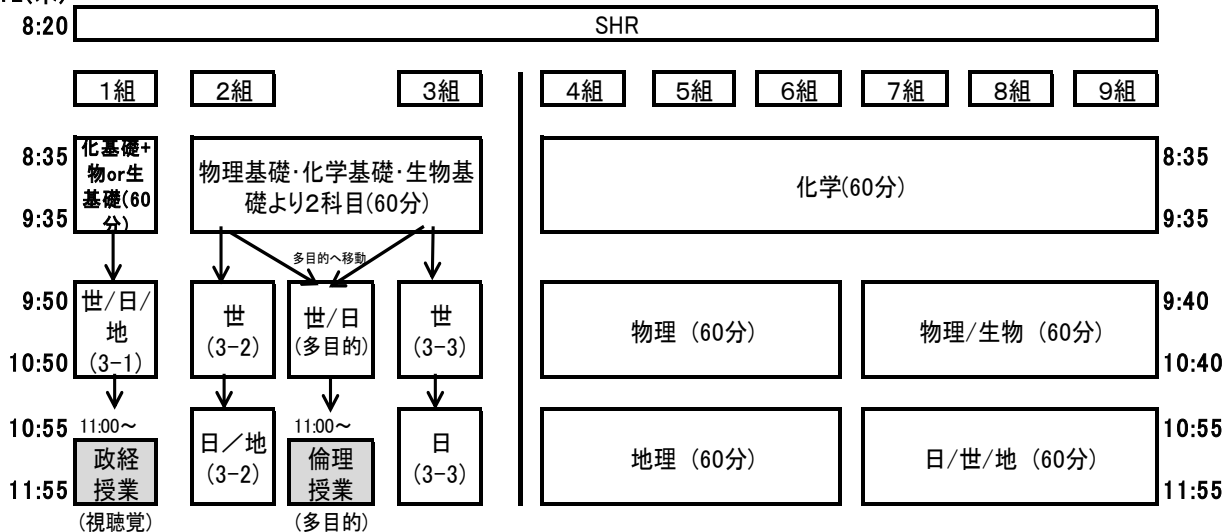 8:20
SHR
1組
2組
3組
4組
5組
6組
7組
8組
9組
8:35
9:35
化基礎+
物or生
基礎(60
分)
物理基礎・化学基礎・生物基
礎より2科目(60分)
化学(60分)
8:35
9:35
多目的へ移動
9:50
10:50
世/日/
地
(3-1)
世
(3-2)
世/日
(多目的)
世
(3-3)
物理 (60分)
物理/生物 (60分)
9:40
10:40
10:55
11:55
11:00~
政経
授業
(視聴覚)
日/地
(3-2)
11:00~
倫理
授業
(多目的)
日
(3-3)
地理 (60分)
日/世/地 (60分)
10:55
11:55